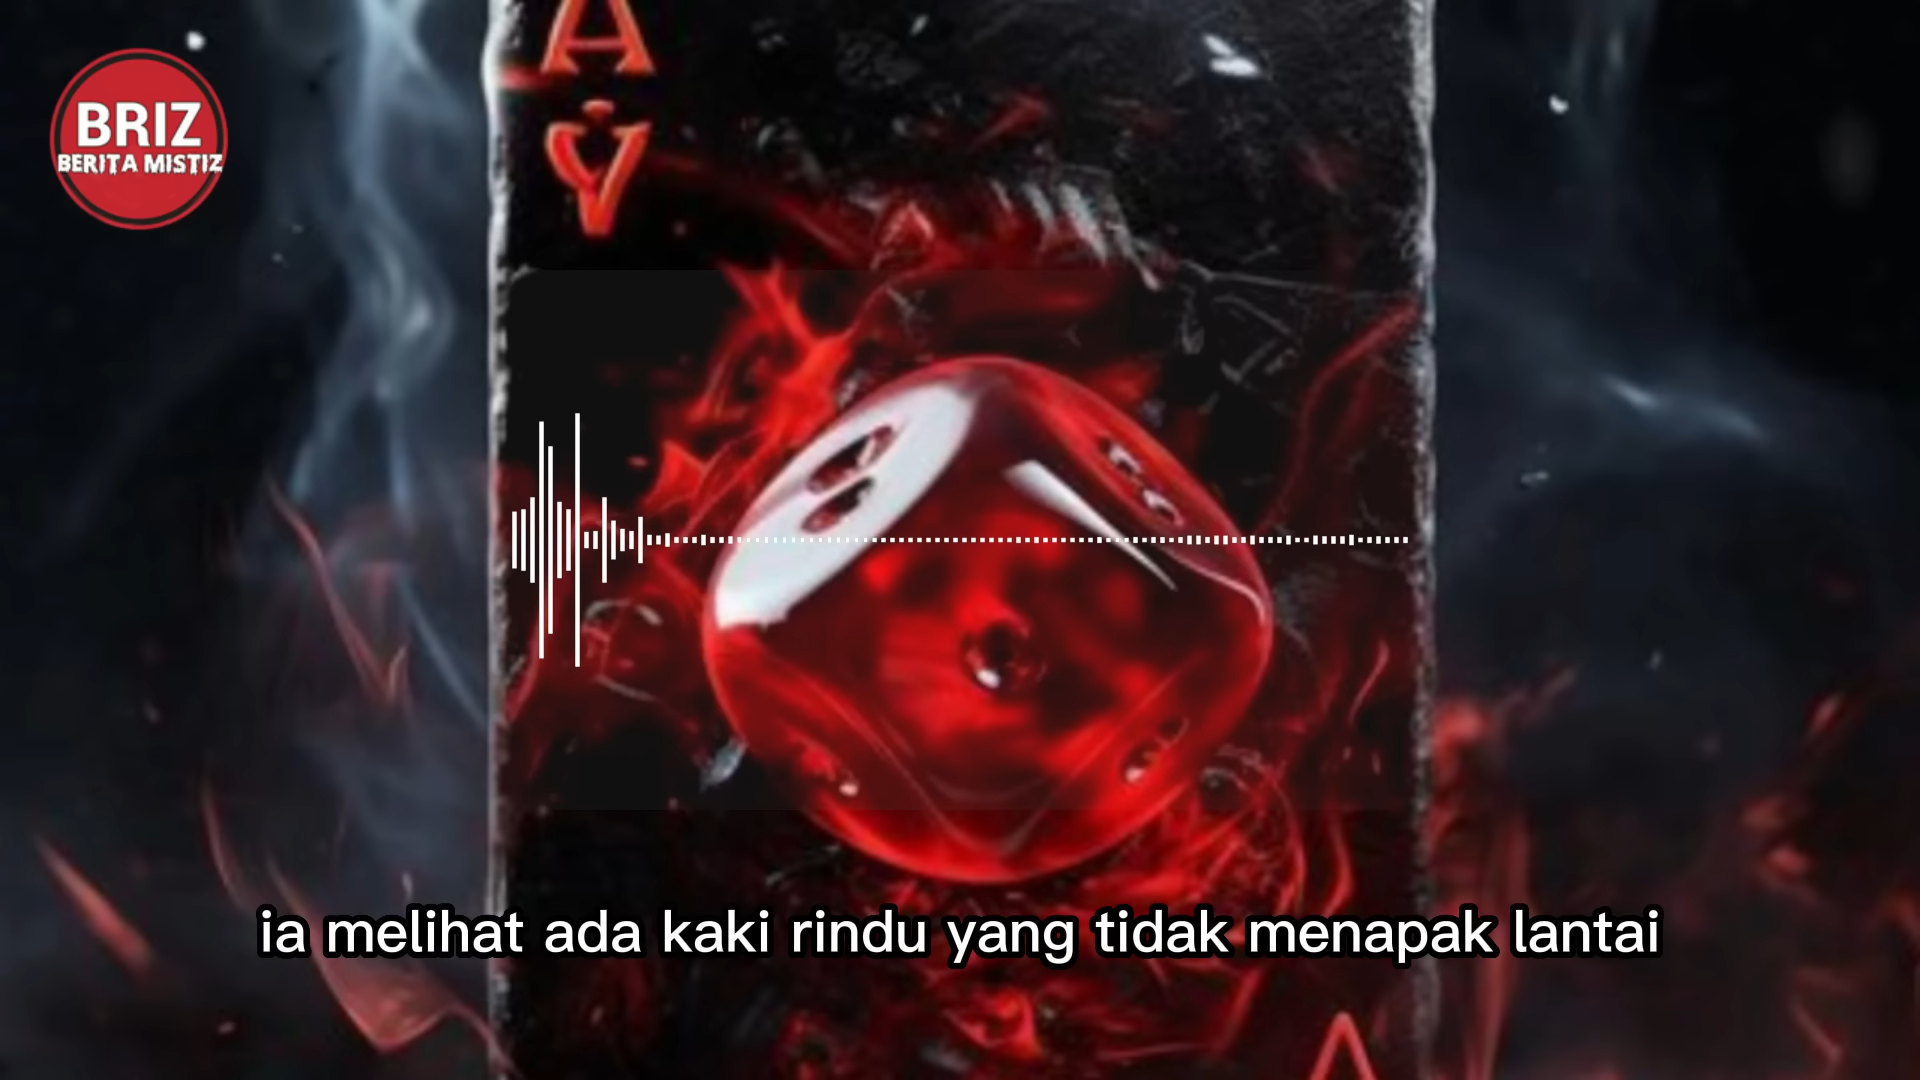 A
BRIZ
BERITA MISTIZ
A
ia melihat ada kaki rindu yang tidak menapak lantai
A